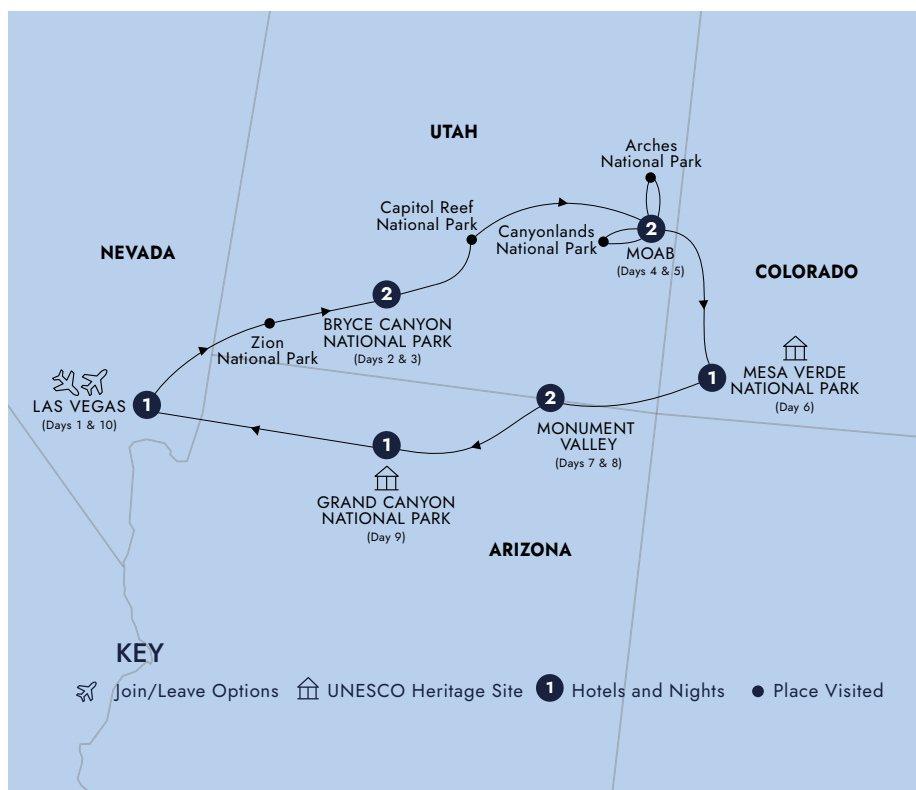 UTAH
Arches
National Park
Capitol Reef
National Park
Canyonlands
National Park
2
MOAB
(Days 4 & 5)
NEVADA
COLORADO
2
BRYCE CANYON
NATIONAL PARK
(Days 2 & 3)
Zion
National Park
1
MESA VERDE
NATIONAL PARK
(Day 6)
LAS VEGAS
(Days 1 & 10)
1
2
MONUMENT
VALLEY
(Days 7 & 8)
1
GRAND CANYON
NATIONAL PARK
(Day 9)
ARIZONA
KEY
Join/Leave Options
UNESCO Heritage Site
1 Hotels and Nights
Place Visited